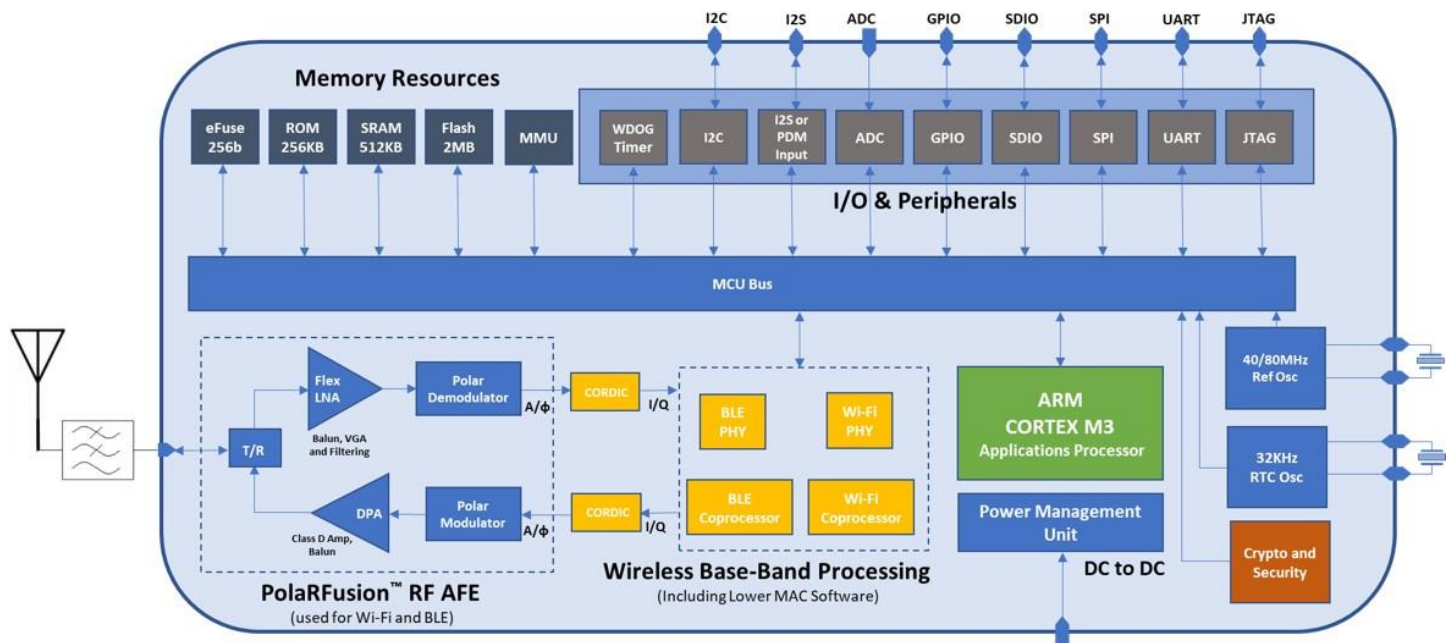 I2C
I2S
ADC
GPIO
SDIO
SPI
UART
JTAG
Memory Resources
eFuse
256b
ROM
256KB
SRAM
512KB
Flash
2MB
MMU
WDOG
Timer
I2C
I2S or
PDM
Input
ADC
GPIO
SDIO
SPI
UART
JTAG
I/O & Peripherals
MCU Bus
Flex
LNA
Balun, VGA
and Filtering
Polar
Demodulator
A/ϕ
CORDIC
I/Q
T/R
DPA
Class D Amp,
Balun
Polar
Modulator
A/ϕ
CORDIC
I/Q
PolaRFusion™ RF AFE
(used for Wi-Fi and BLE)
BLE
PHY
Wi-Fi
PHY
BLE
Coprocessor
Wi-Fi
Coprocessor
Wireless Base-Band Processing
(Including Lower MAC Software)
ARM
CORTEX M3
Applications Processor
Power Management
Unit
DC to DC
40/80MHz
Ref Osc
32KHz
RTC Osc
Crypto and
Security